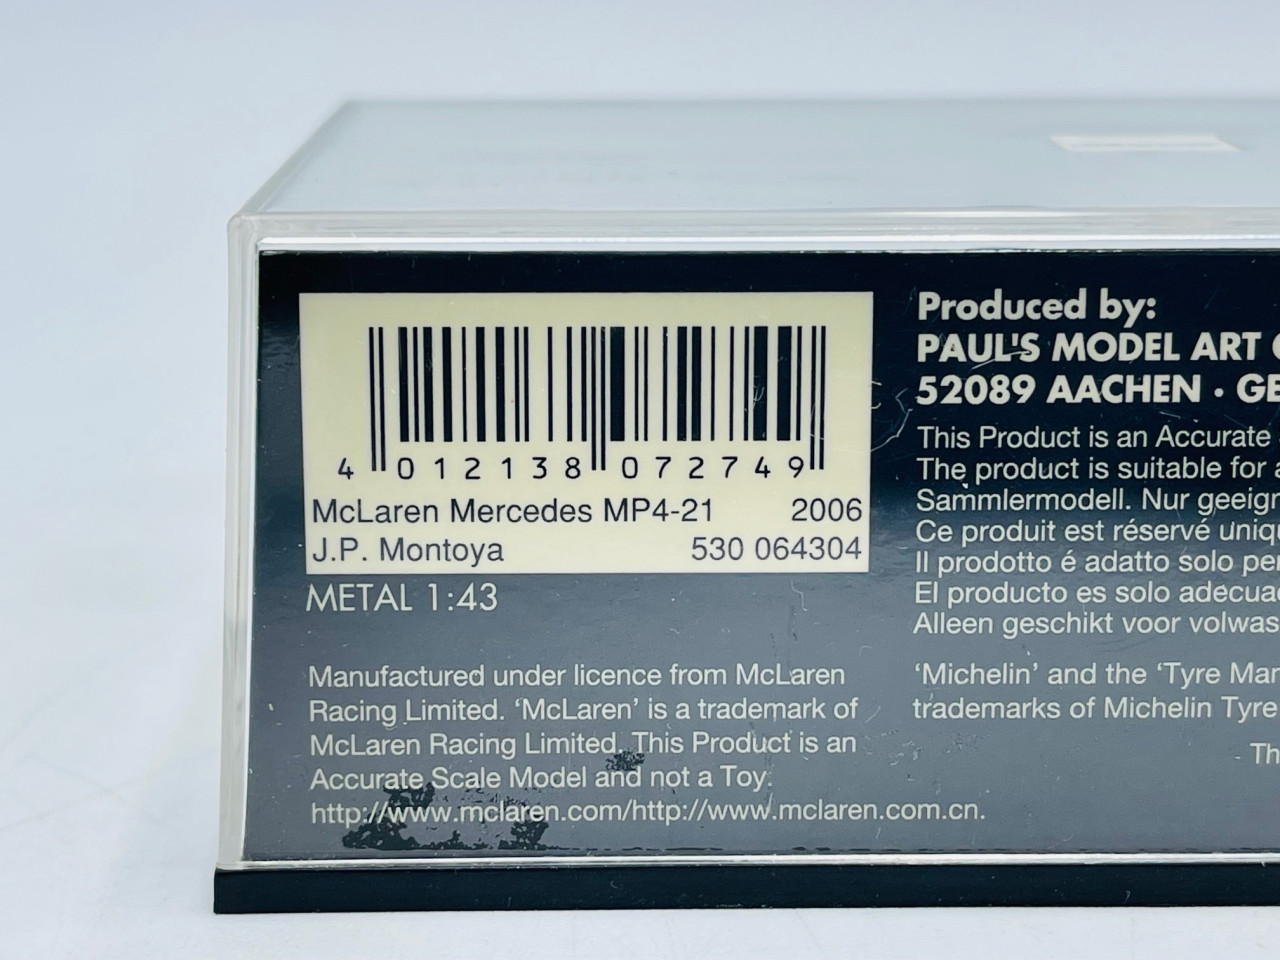 4 012138 072749
McLaren Mercedes MP4-21 2006
J.P. Montoya 530 064304
METAL 1:43
Manufactured under licence from McLaren
Racing Limited. ‘McLaren’ is a trademark of
McLaren Racing Limited. This Product is an
Accurate Scale Model and not a Toy.
http://www.mclaren.com/http://www.mclaren.com.cn.
Produced by:
PAUL'S MODEL ART
52089 AACHEN •
This Product is an Accurate
The product is suitable for
Sammlermodell. Nur
Ce produit est réservé
Il prodotto é adatto solo
El producto es solo
Alleen geschikt voor
‘Michelin’ and the ‘Tyre
trademarks of Michelin Tyre